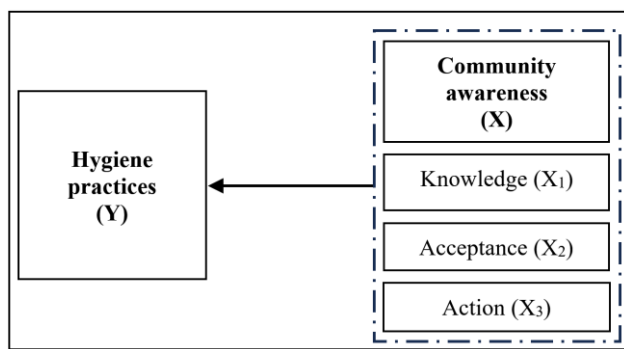 Hygiene
practices
(Y)
Community
awareness
(X)
Knowledge (X₁)
Acceptance (X₂)
Action (X₃)